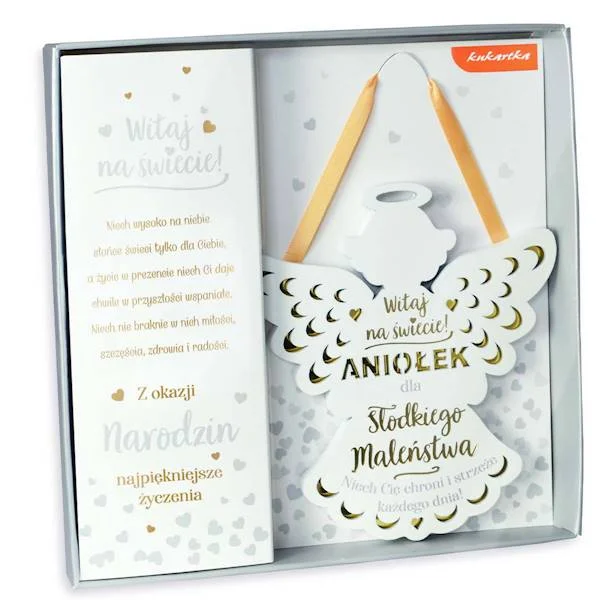 kukartka
Witaj
na świecie!
Niech wysoko na niebie
słońce świeci tylko dla Ciebie,
a życie w prezencie niech Ci daje
chwile w przyszłości wspaniałe.
Niech nie braknie w nich miłości,
szczęścia, zdrowia i radości.
Z okazji
Narodzin
najpiękniejsze
życzenia
Witaj
na świecie!
ANIOŁEK
dla
Słodkiego
Maleństwa
Niech Cię chroni i strzeże
każdego dnia!